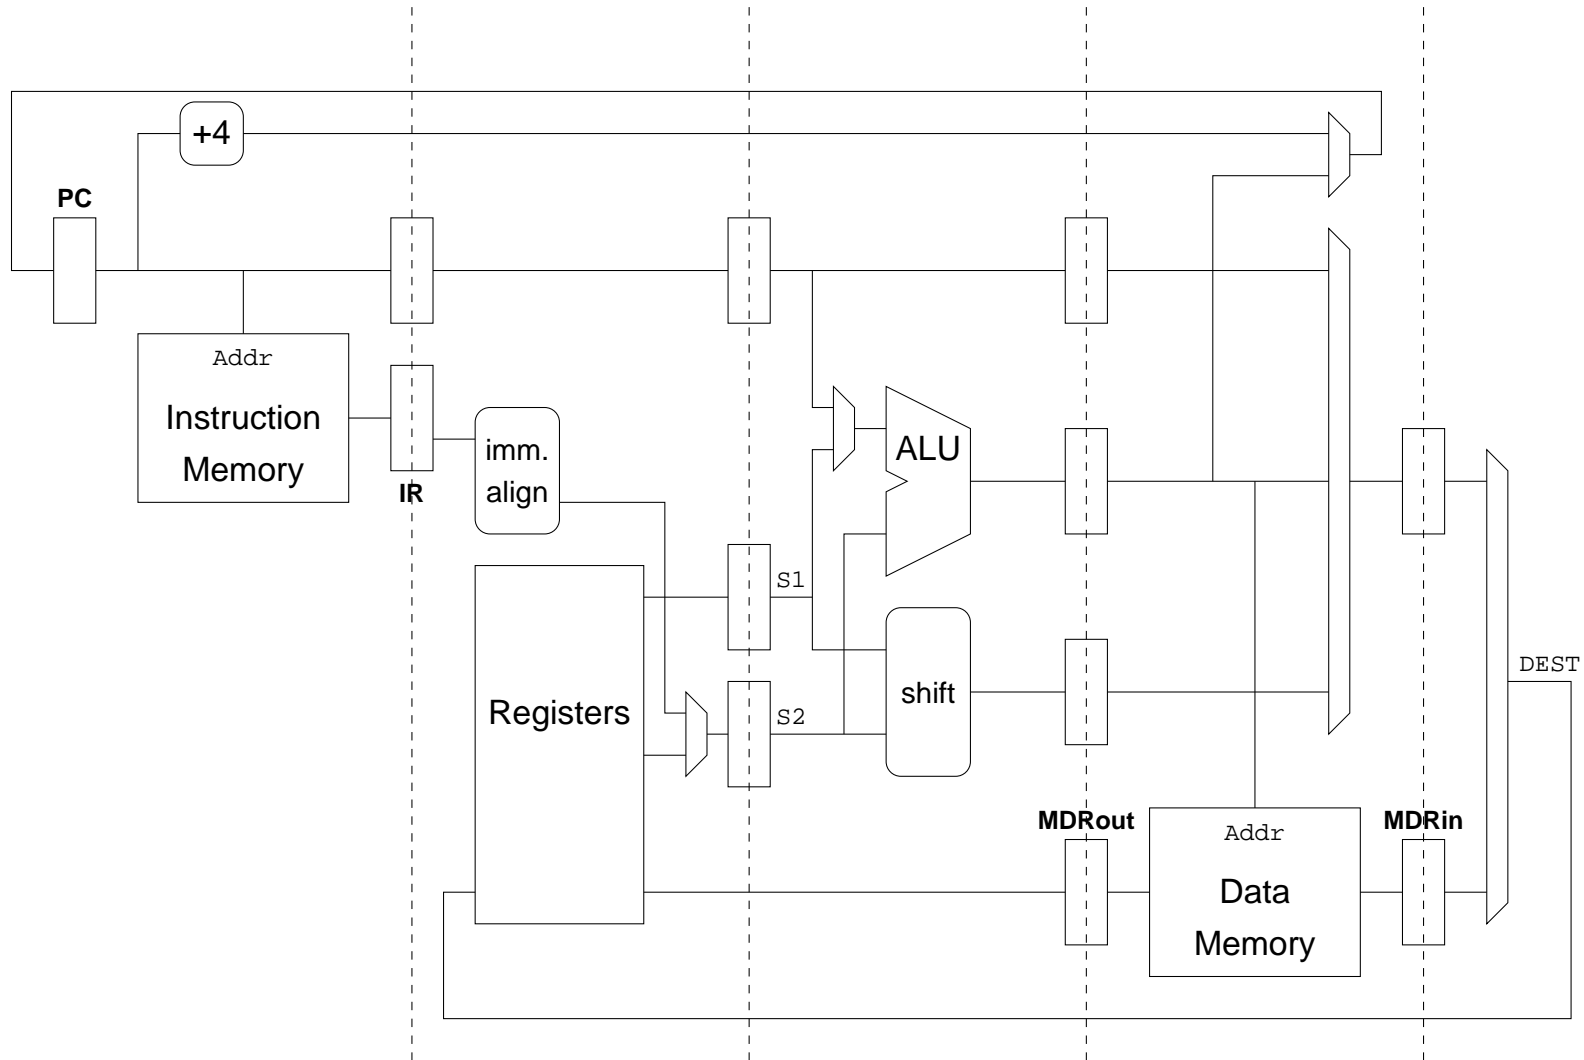 +4
PC
Addr
Instruction
Memory
IR
imm.
align
ALU
S1
Registers
S2
shift
DEST
MDRout
MDRin
Addr
Data
Memory